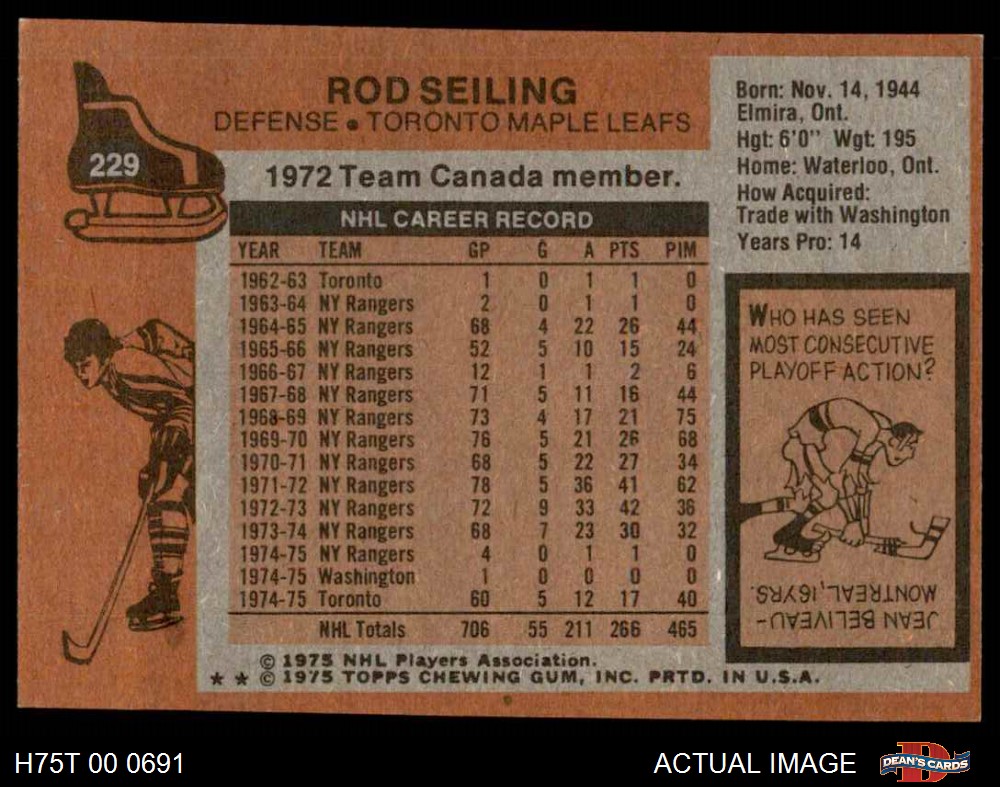 229
ROD SEILING
DEFENSE • TORONTO MAPLE LEAFS
1972 Team Canada member.
NHL CAREER RECORD
YEAR TEAM GP G A PTS PIM
1962-63 Toronto 1 0 1 1 0
1963-64 NY Rangers 2 0 1 1 0
1964-65 NY Rangers 68 4 22 26 44
1965-66 NY Rangers 52 5 10 15 24
1966-67 NY Rangers 12 1 1 2 6
1967-68 NY Rangers 71 5 11 16 44
1968-69 NY Rangers 73 4 17 21 75
1969-70 NY Rangers 76 5 21 26 68
1970-71 NY Rangers 68 5 22 27 34
1971-72 NY Rangers 78 5 36 41 62
1972-73 NY Rangers 72 9 33 42 36
1973-74 NY Rangers 68 7 23 30 32
1974-75 NY Rangers 4 0 1 1 0
1974-75 Washington 1 0 0 0 0
1974-75 Toronto 60 5 12 17 40
NHL Totals 706 55 211 266 465
© 1975 NHL Players Association.
★ ★ © 1975 TOPPS CHEWING GUM, INC. PRTD. IN U.S.A.
Born: Nov. 14, 1944
Elmira, Ont.
Hgt: 6'0" Wgt: 195
Home: Waterloo, Ont.
How Acquired:
Trade with Washington
Years Pro: 14
WHO HAS SEEN
MOST CONSECUTIVE
PLAYOFF ACTION?
JEAN BELIVEAU-
MONTREAL, 16YRS.
H75T 00 0691
ACTUAL IMAGE
DEAN'S CARDS